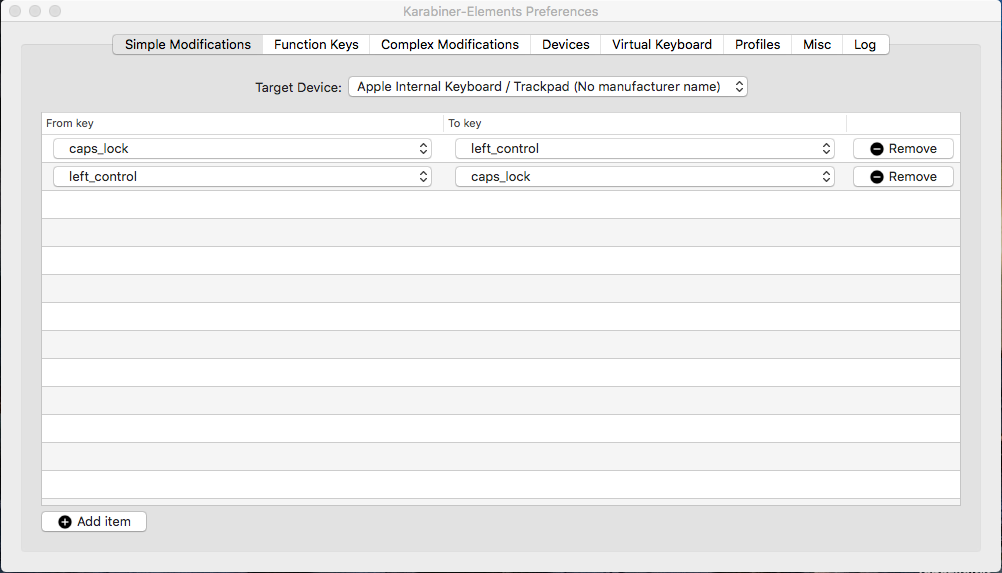 Karabiner-Elements Preferences
Simple Modifications Function Keys Complex Modifications Devices Virtual Keyboard Profiles Misc Log
Target Device: Apple Internal Keyboard / Trackpad (No manufacturer name)
From key To key
caps_lock left_control Remove
left_control caps_lock Remove
Add item